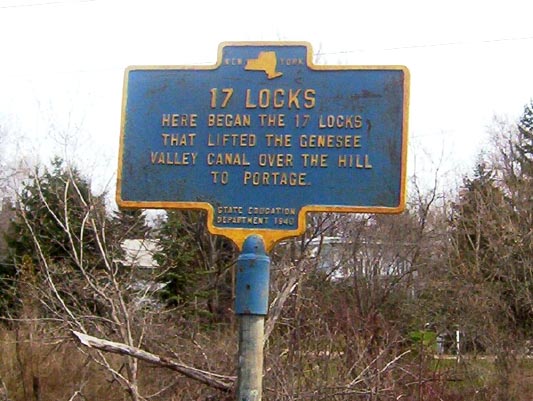 NEW YORK
17 LOCKS
HERE BEGAN THE 17 LOCKS
THAT LIFTED THE GENESEE
VALLEY CANAL OVER THE HILL
TO PORTAGE.
STATE EDUCATION
DEPARTMENT 1940